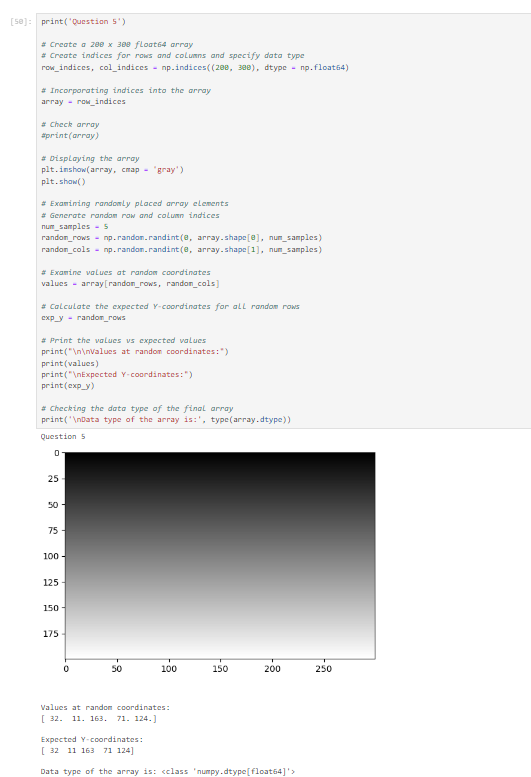 [50]: print('Question 5')
# Create a 200 x 300 float64 array
# Create indices for rows and columns and specify data type
row_indices, col_indices = np.indices((200, 300), dtype = np.float64)
# Incorporating indices into the array
array = row_indices
# Check array
#print(array)
# Displaying the array
plt.imshow(array, cmap = 'gray')
plt.show()
# Examining randomly placed array elements
# Generate random row and column indices
num_samples = 5
random_rows = np.random.randint(0, array.shape[0], num_samples)
random_cols = np.random.randint(0, array.shape[1], num_samples)
# Examine values at random coordinates
values = array[random_rows, random_cols]
# Calculate the expected Y-coordinates for all random rows
exp_y = random_rows
# Print the values vs expected values
print("\n\nValues at random coordinates:")
print(values)
print("\nExpected Y-coordinates:")
print(exp_y)
# Checking the data type of the final array
print('\nData type of the array is:', type(array.dtype))
Question 5
0
25
50
75
100
125
150
175
0 50 100 150 200 250
Values at random coordinates:
[ 32. 11. 163. 71. 124.]
Expected Y-coordinates:
[ 32 11 163 71 124]
Data type of the array is: <class 'numpy.dtype[float64]'>